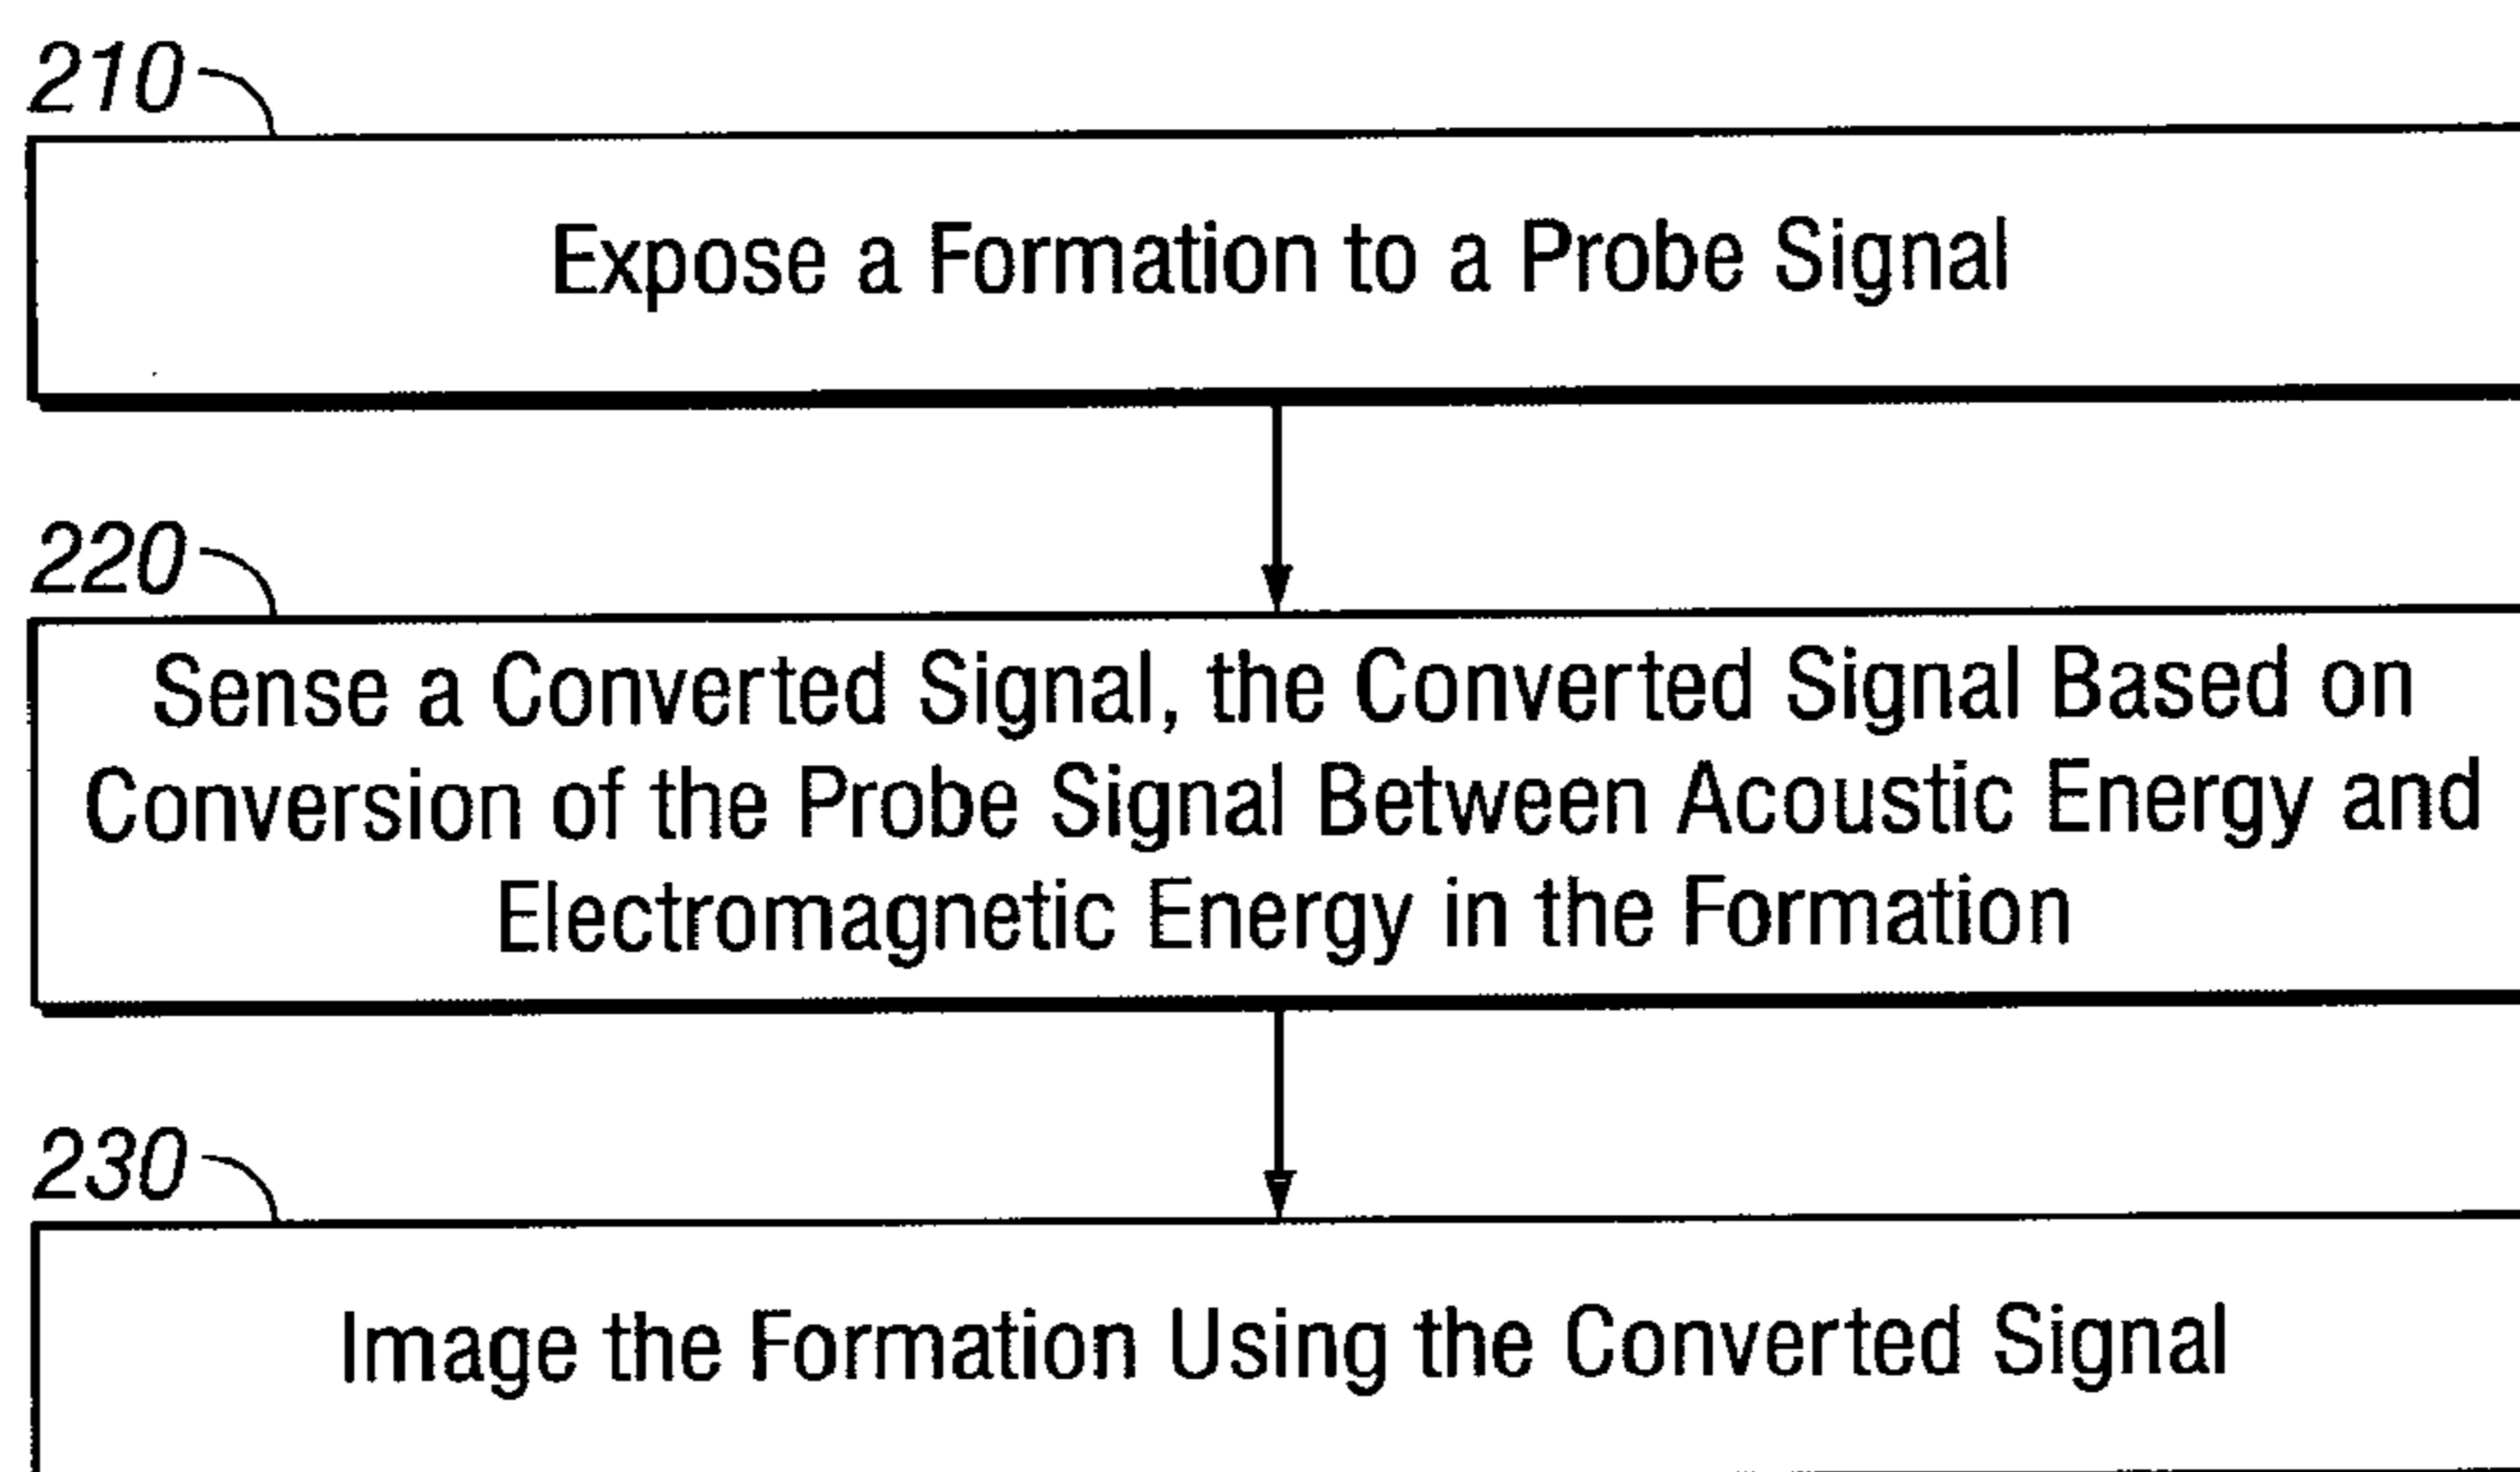 210
Expose a Formation to a Probe Signal
220
Sense a Converted Signal, the Converted Signal Based on
Conversion of the Probe Signal Between Acoustic Energy and
Electromagnetic Energy in the Formation
230
Image the Formation Using the Converted Signal